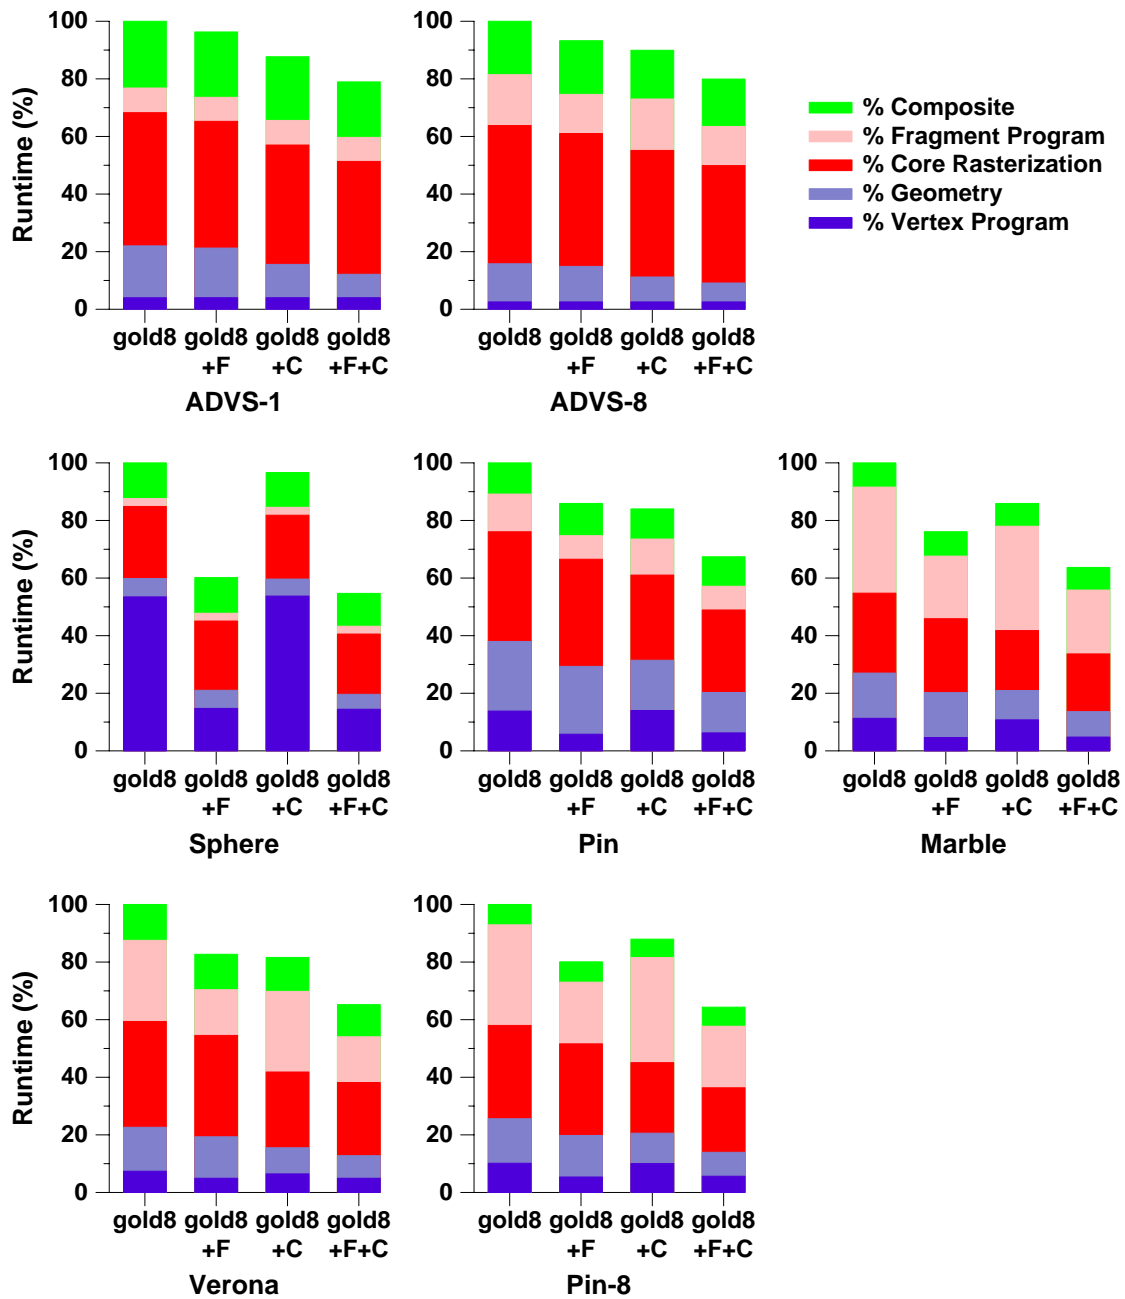 Runtime (%)
100
80
60
40
20
0
gold8 gold8 gold8 gold8
+F +C +F+C
ADVS-1
100
80
60
40
20
0
gold8 gold8 gold8 gold8
+F +C +F+C
ADVS-8
% Composite
% Fragment Program
% Core Rasterization
% Geometry
% Vertex Program
Runtime (%)
100
80
60
40
20
0
gold8 gold8 gold8 gold8
+F +C +F+C
Sphere
100
80
60
40
20
0
gold8 gold8 gold8 gold8
+F +C +F+C
Pin
100
80
60
40
20
0
gold8 gold8 gold8 gold8
+F +C +F+C
Marble
Runtime (%)
100
80
60
40
20
0
gold8 gold8 gold8 gold8
+F +C +F+C
Verona
100
80
60
40
20
0
gold8 gold8 gold8 gold8
+F +C +F+C
Pin-8